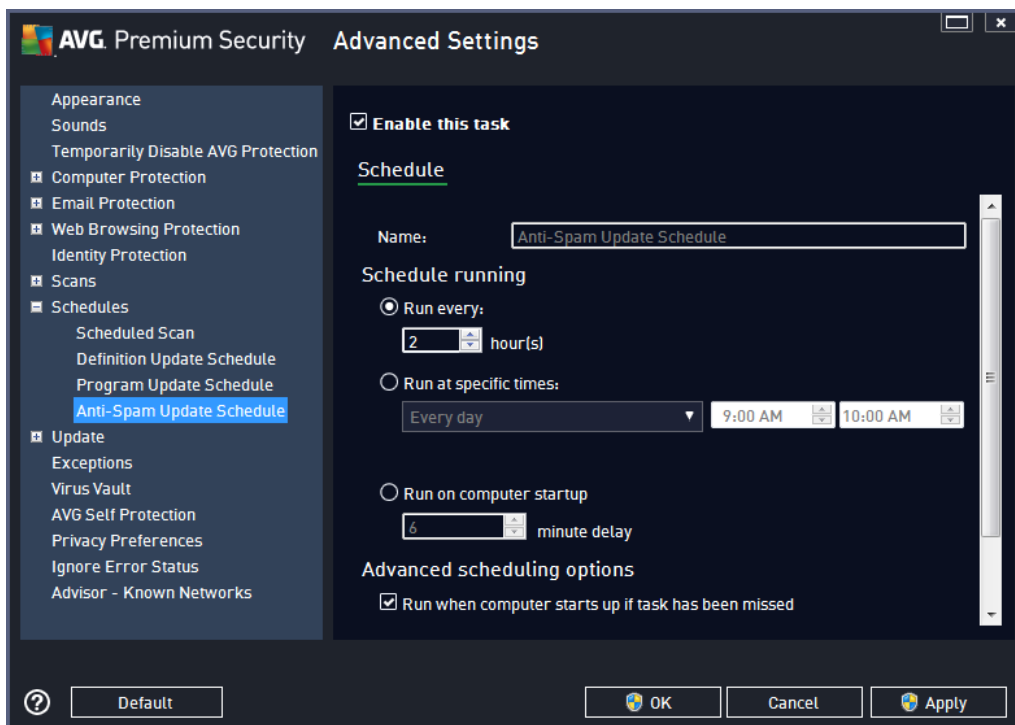 AVG. Premium Security
Advanced Settings
Appearance
Sounds
Temporarily Disable AVG Protection
Computer Protection
Email Protection
Web Browsing Protection
Identity Protection
Scans
Schedules
Scheduled Scan
Definition Update Schedule
Program Update Schedule
Anti-Spam Update Schedule
Update
Exceptions
Virus Vault
AVG Self Protection
Privacy Preferences
Ignore Error Status
Advisor - Known Networks
Enable this task
Schedule
Name: Anti-Spam Update Schedule
Schedule running
Run every:
2 hour(s)
Run at specific times:
Every day 9:00 AM 10:00 AM
Run on computer startup
6 minute delay
Advanced scheduling options
Run when computer starts up if task has been missed
? Default OK Cancel Apply